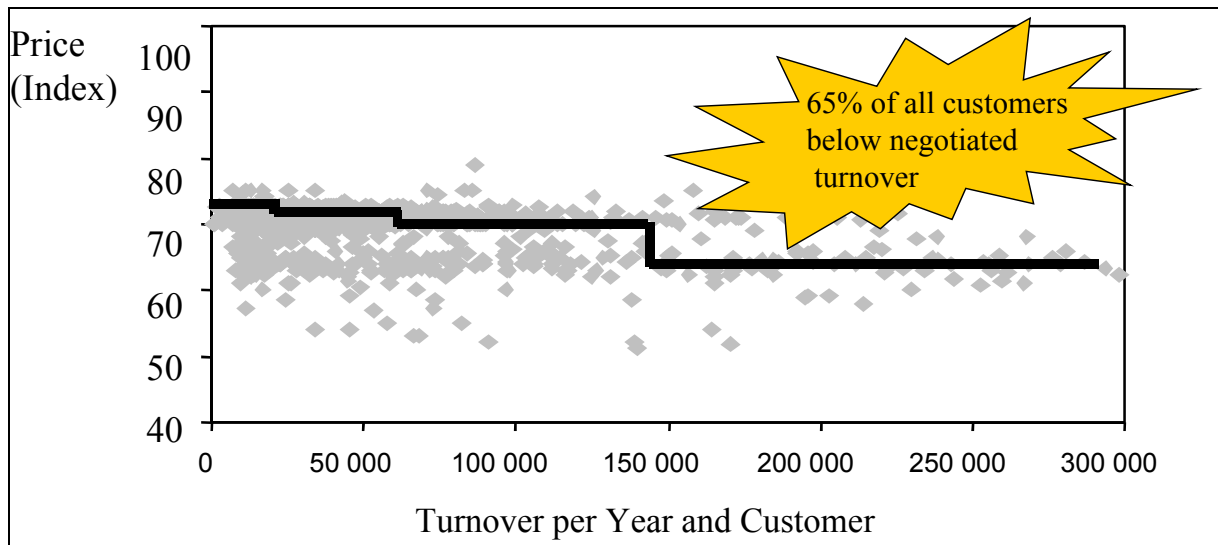 Price
(Index)
100
90
80
70
60
50
40
65% of all customers
below negotiated
turnover
0
50 000
100 000
150 000
200 000
250 000
300 000
Turnover per Year and Customer